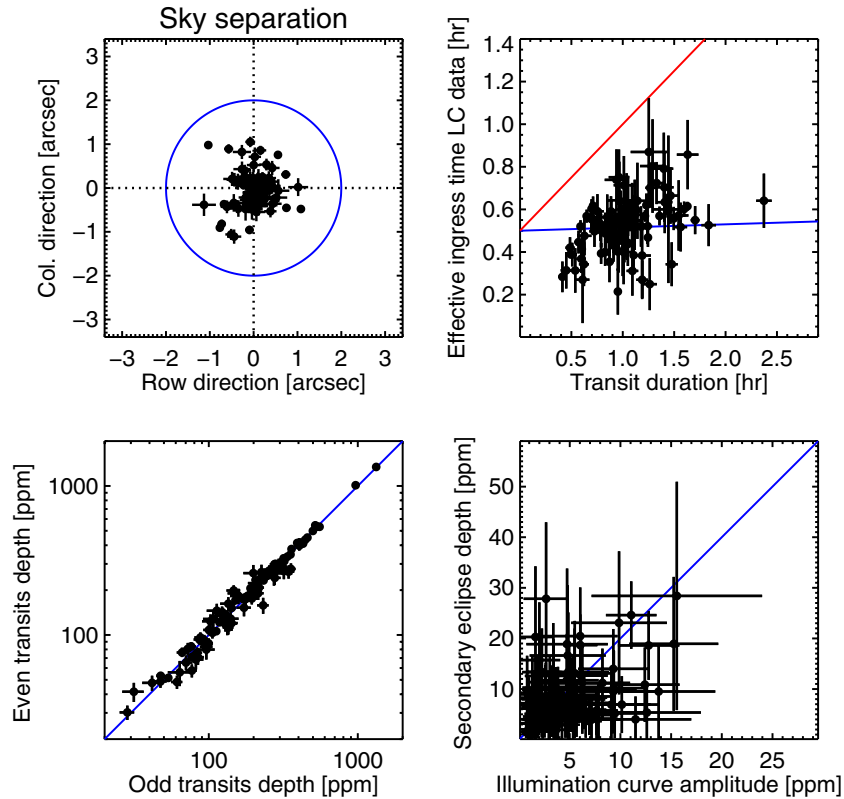 Sky separation
3
2
1
0
−1
−2
−3
Col. direction [arcsec]
−3 −2 −1 0 1 2 3
Row direction [arcsec]
1.4
1.2
1.0
0.8
0.6
0.4
0.2
Effective ingress time LC data [hr]
0.5 1.0 1.5 2.0 2.5
Transit duration [hr]
1000
100
Even transits depth [ppm]
100 1000
Odd transits depth [ppm]
50
40
30
20
10
Secondary eclipse depth [ppm]
5 10 15 20 25
Illumination curve amplitude [ppm]